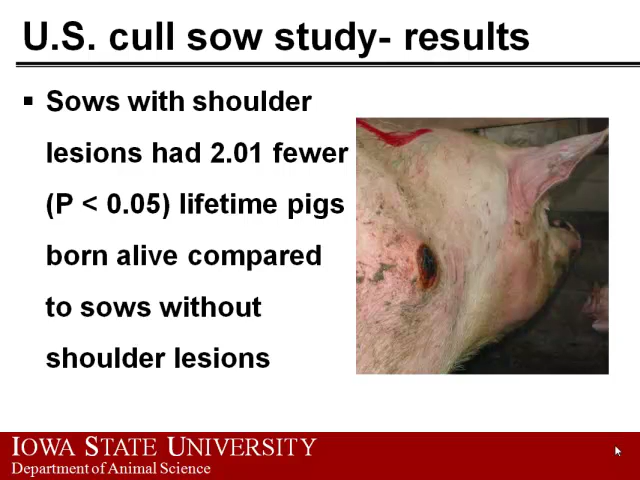 U.S. cull sow study- results
▪ Sows with shoulder
lesions had 2.01 fewer
(P < 0.05) lifetime pigs
born alive compared
to sows without
shoulder lesions
IOWA STATE UNIVERSITY
Department of Animal Science